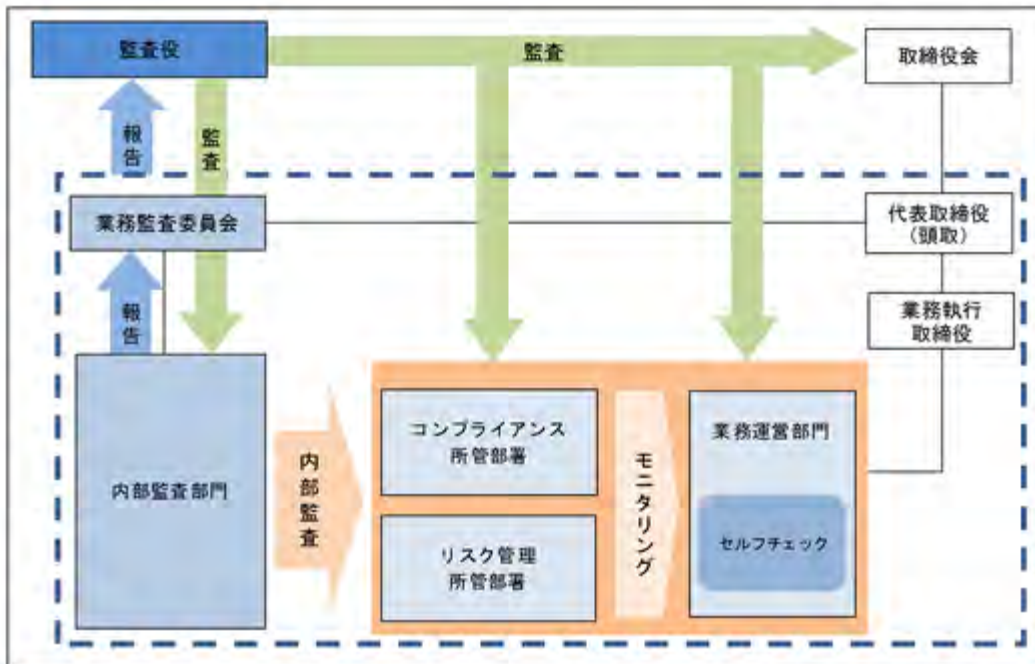 監査役
監査
取締役会
報告
監査
業務監査委員会
代表取締役
(頭取)
報告
業務執行
取締役
内部監査部門
内部監査
コンプライアンス
所管部署
リスク管理
所管部署
モニタリング
業務運営部門
セルフチェック